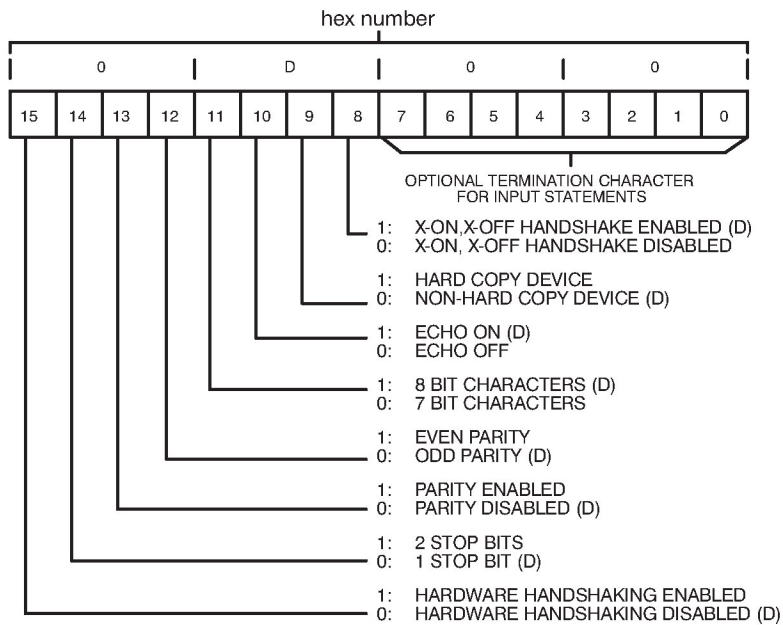 hex number
0 D 0 0
15 14 13 12 11 10 9 8 7 6 5 4 3 2 1 0
OPTIONAL TERMINATION CHARACTER
FOR INPUT STATEMENTS
1: X-ON,X-OFF HANDSHAKE ENABLED (D)
0: X-ON, X-OFF HANDSHAKE DISABLED
1: HARD COPY DEVICE
0: NON-HARD COPY DEVICE (D)
1: ECHO ON (D)
0: ECHO OFF
1: 8 BIT CHARACTERS (D)
0: 7 BIT CHARACTERS
1: EVEN PARITY
0: ODD PARITY (D)
1: PARITY ENABLED
0: PARITY DISABLED (D)
1: 2 STOP BITS
0: 1 STOP BIT (D)
1: HARDWARE HANDSHAKING ENABLED
0: HARDWARE HANDSHAKING DISABLED (D)